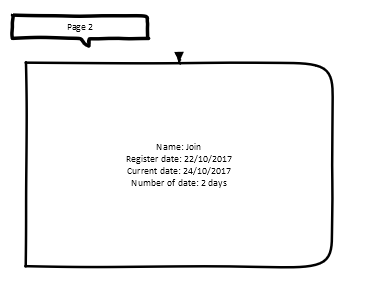 Page 2
Name: Join
Register date: 22/10/2017
Current date: 24/10/2017
Number of date: 2 days